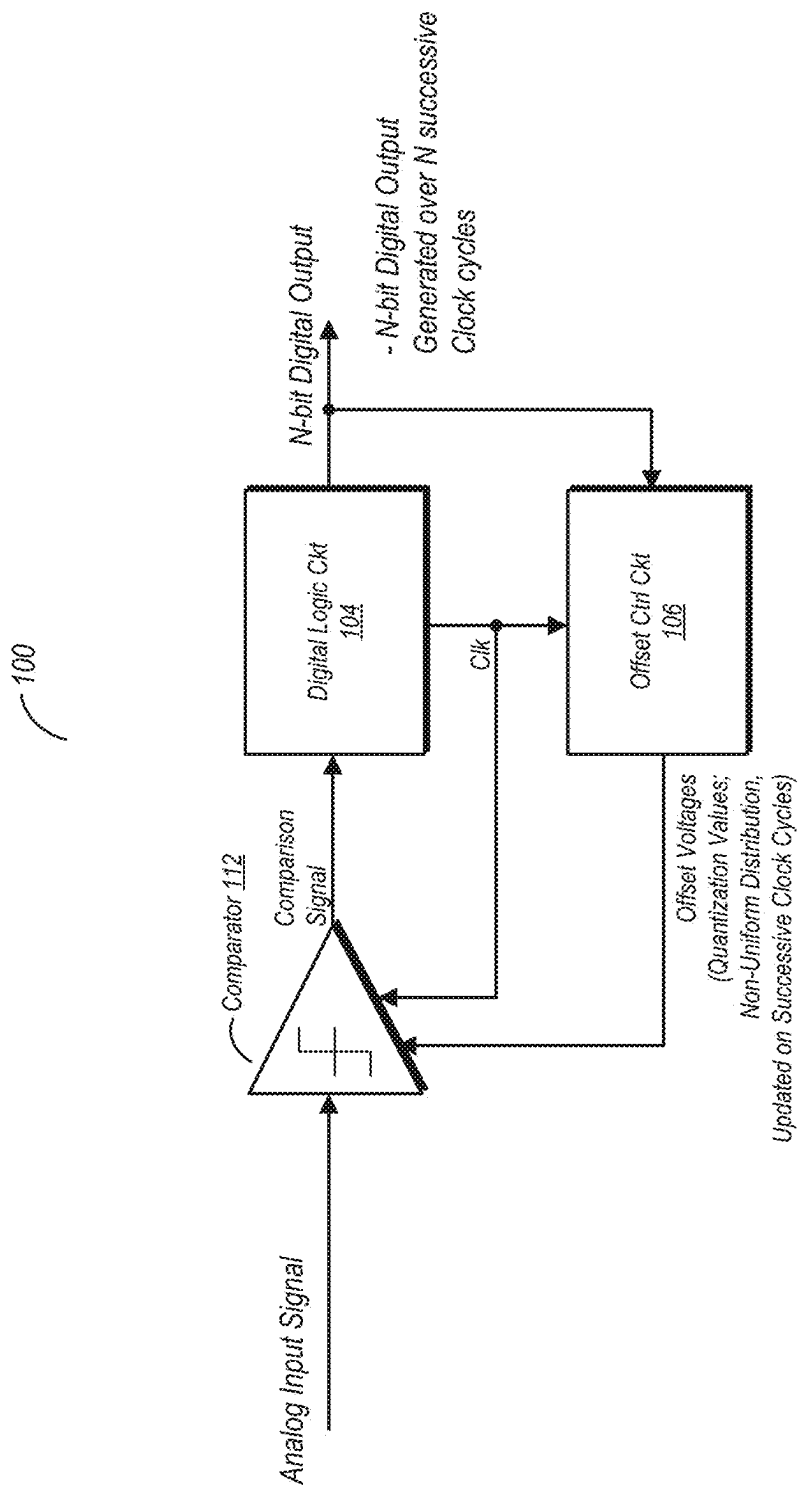 100
Comparator 112
Analog Input Signal
Comparison
Signal
Digital Logic Ckt
104
N-bit Digital Output
- N-bit Digital Output
Generated over N successive
Clock cycles
Clk
Offset Ctrl Ckt
106
Offset Voltages
(Quantization Values;
Non-Uniform Distribution,
Updated on Successive Clock Cycles)